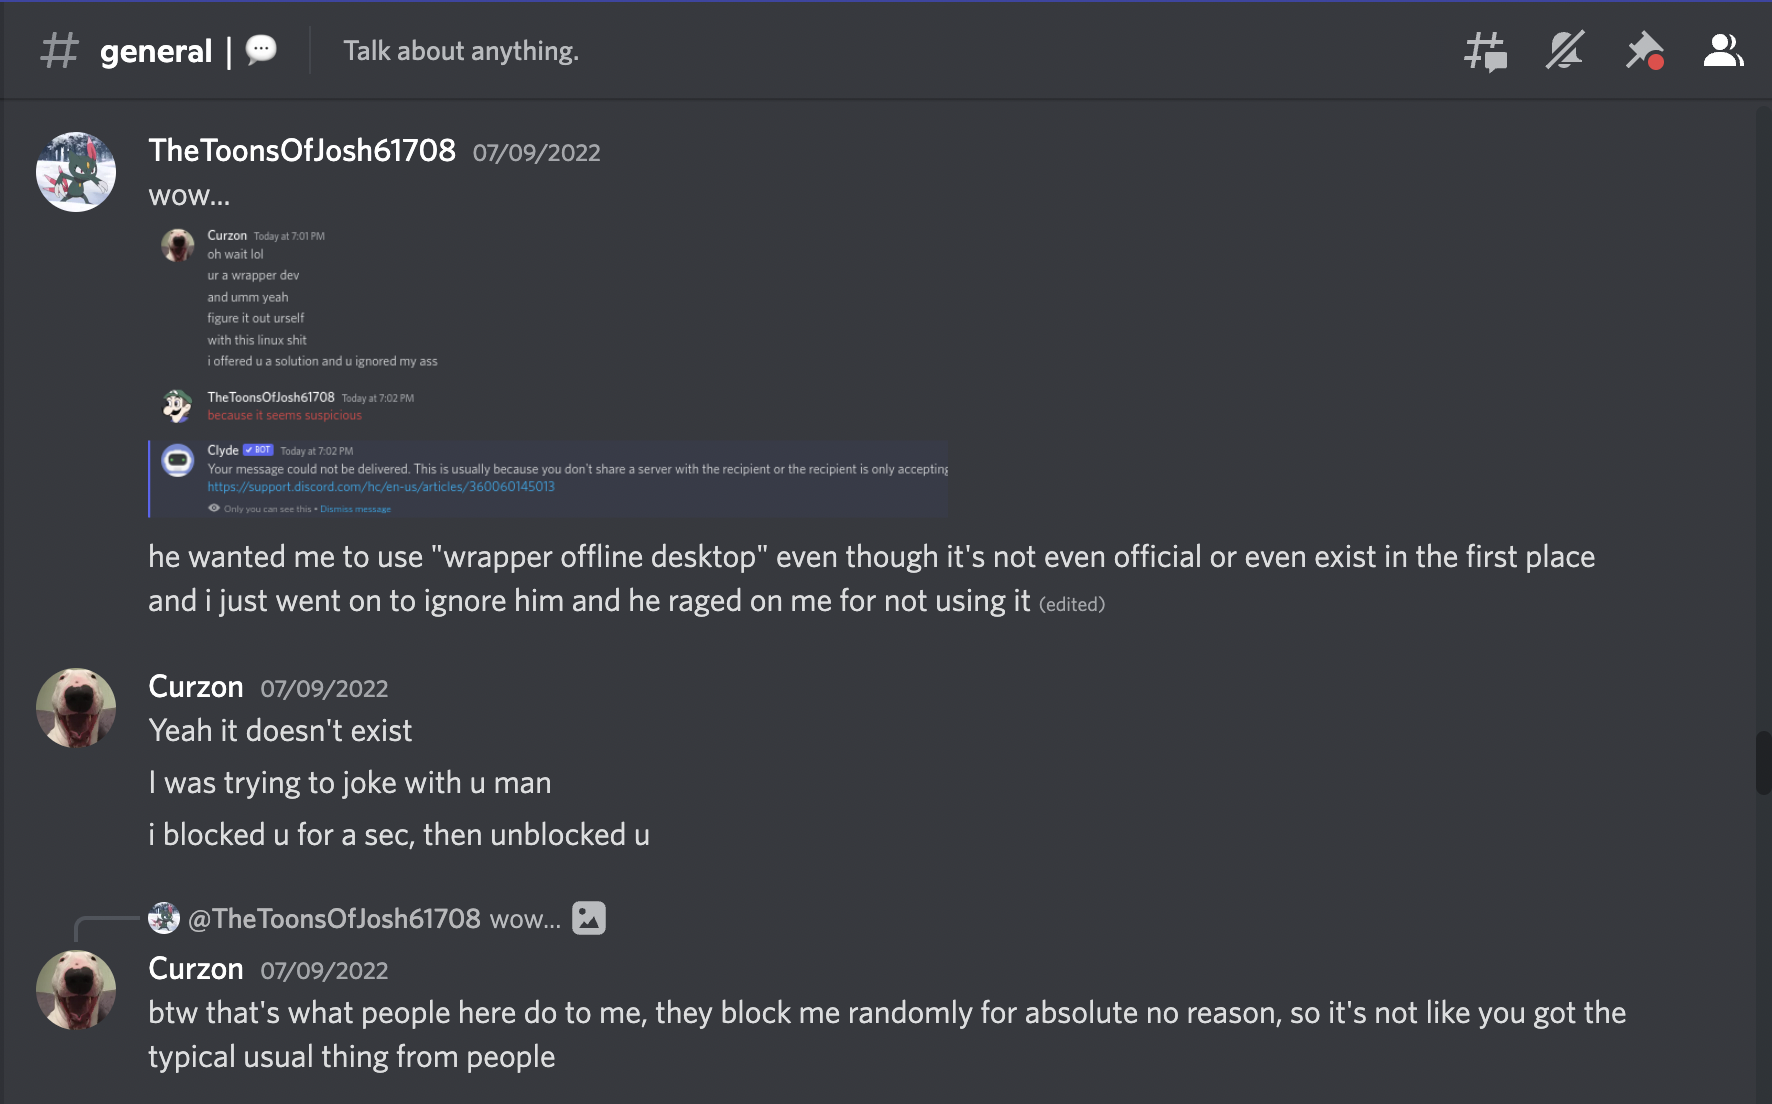 general | 💬 Talk about anything.
TheToonsOfJosh61708 07/09/2022
wow...
Curzon Today at 7:01 PM
oh wait lol
ur a wrapper dev
and umm yeah
figure it out urself
with this linux shit
i offered u a solution and u ignored my ass
TheToonsOfJosh61708 Today at 7:02 PM
because it seems suspicious
Clyde ✓ BOT Today at 7:02 PM
Your message could not be delivered. This is usually because you don't share a server with the recipient or the recipient is only accepting
https://support.discord.com/hc/en-us/articles/360060145013
Only you can see this • Dismiss message
he wanted me to use "wrapper offline desktop" even though it's not even official or even exist in the first place
and i just went on to ignore him and he raged on me for not using it (edited)
Curzon 07/09/2022
Yeah it doesn't exist
I was trying to joke with u man
i blocked u for a sec, then unblocked u
@TheToonsOfJosh61708 wow...
Curzon 07/09/2022
btw that's what people here do to me, they block me randomly for absolute no reason, so it's not like you got the
typical usual thing from people